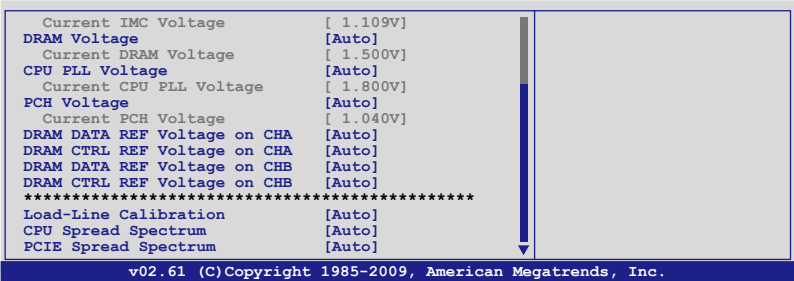 Current IMC Voltage [ 1.109V]
DRAM Voltage [Auto]
Current DRAM Voltage [ 1.500V]
CPU PLL Voltage [Auto]
Current CPU PLL Voltage [ 1.800V]
PCH Voltage [Auto]
Current PCH Voltage [ 1.040V]
DRAM DATA REF Voltage on CHA [Auto]
DRAM CTRL REF Voltage on CHA [Auto]
DRAM DATA REF Voltage on CHB [Auto]
DRAM CTRL REF Voltage on CHB [Auto]
***********************************************
Load-Line Calibration [Auto]
CPU Spread Spectrum [Auto]
PCIE Spread Spectrum [Auto]
v02.61 (C)Copyright 1985-2009, American Megatrends, Inc.